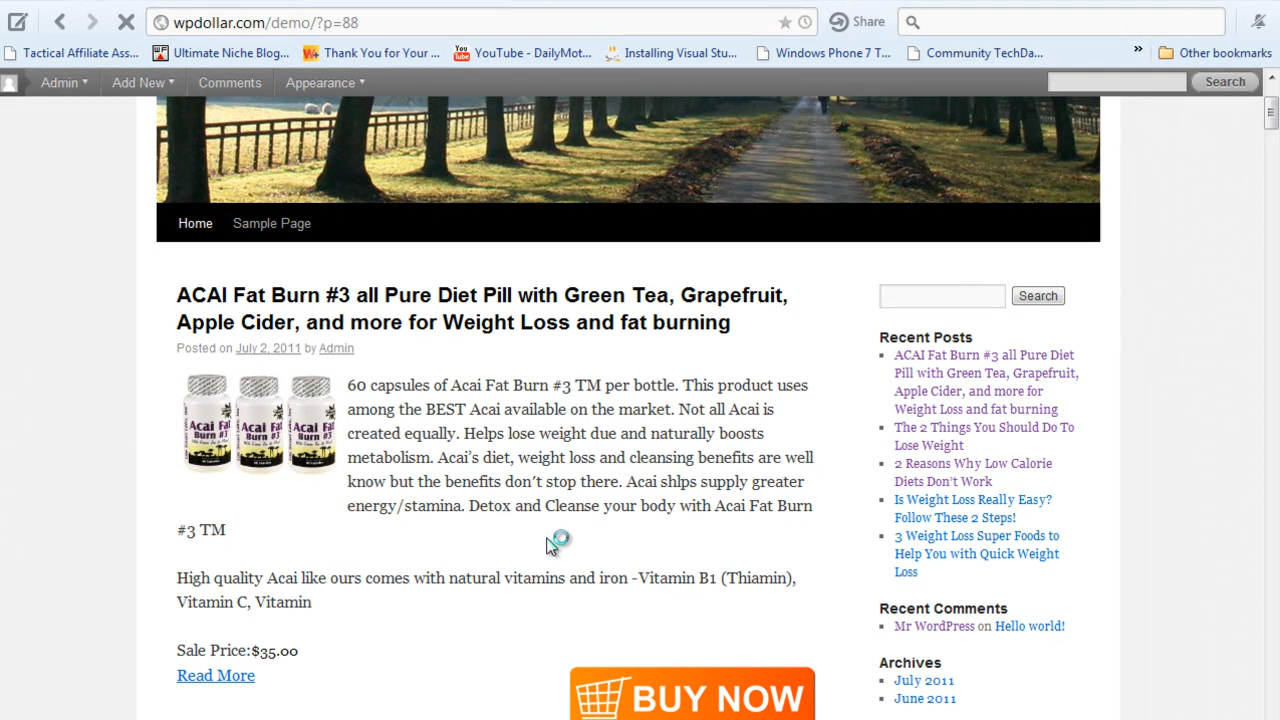 wpdollar.com/demo/?p=88
Share
Tactical Affiliate Ass...
Ultimate Niche Blog...
Thank You for Your ...
YouTube - DailyMot...
Installing Visual Stu...
Windows Phone 7 T...
Community TechDa...
»
Other bookmarks
Admin
Add New
Comments
Appearance
Search
Home
Sample Page
ACAI Fat Burn #3 all Pure Diet Pill with Green Tea, Grapefruit,
Apple Cider, and more for Weight Loss and fat burning
Posted on July 2, 2011 by Admin
Acai Fat
Burn #3
Acai Fat
Burn #3
Acai Fat
Burn #3
60 capsules of Acai Fat Burn #3 TM per bottle. This product uses
among the BEST Acai available on the market. Not all Acai is
created equally. Helps lose weight due and naturally boosts
metabolism. Acai’s diet, weight loss and cleansing benefits are well
know but the benefits don’t stop there. Acai shlps supply greater
energy/stamina. Detox and Cleanse your body with Acai Fat Burn
#3 TM
High quality Acai like ours comes with natural vitamins and iron -Vitamin B1 (Thiamin),
Vitamin C, Vitamin
Sale Price:$35.00
Read More
BUY NOW
Search
Recent Posts
ACAI Fat Burn #3 all Pure Diet
Pill with Green Tea, Grapefruit,
Apple Cider, and more for
Weight Loss and fat burning
The 2 Things You Should Do To
Lose Weight
2 Reasons Why Low Calorie
Diets Don’t Work
Is Weight Loss Really Easy?
Follow These 2 Steps!
3 Weight Loss Super Foods to
Help You with Quick Weight
Loss
Recent Comments
Mr WordPress on Hello world!
Archives
July 2011
June 2011